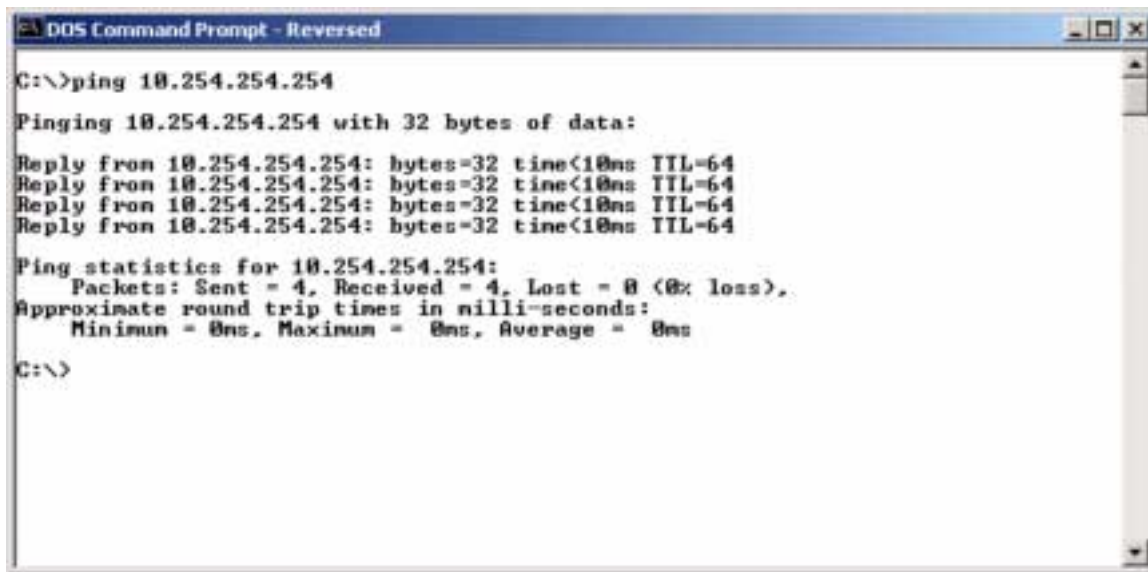 DOS Command Prompt - Reversed
C:\>ping 10.254.254.254
Pinging 10.254.254.254 with 32 bytes of data:
Reply from 10.254.254.254: bytes=32 time<10ms TTL=64
Reply from 10.254.254.254: bytes=32 time<10ms TTL=64
Reply from 10.254.254.254: bytes=32 time<10ms TTL=64
Reply from 10.254.254.254: bytes=32 time<10ms TTL=64
Ping statistics for 10.254.254.254:
Packets: Sent = 4, Received = 4, Lost = 0 (0% loss),
Approximate round trip times in milli-seconds:
Minimum = 0ms, Maximum =  0ms, Average =  0ms
C:\>